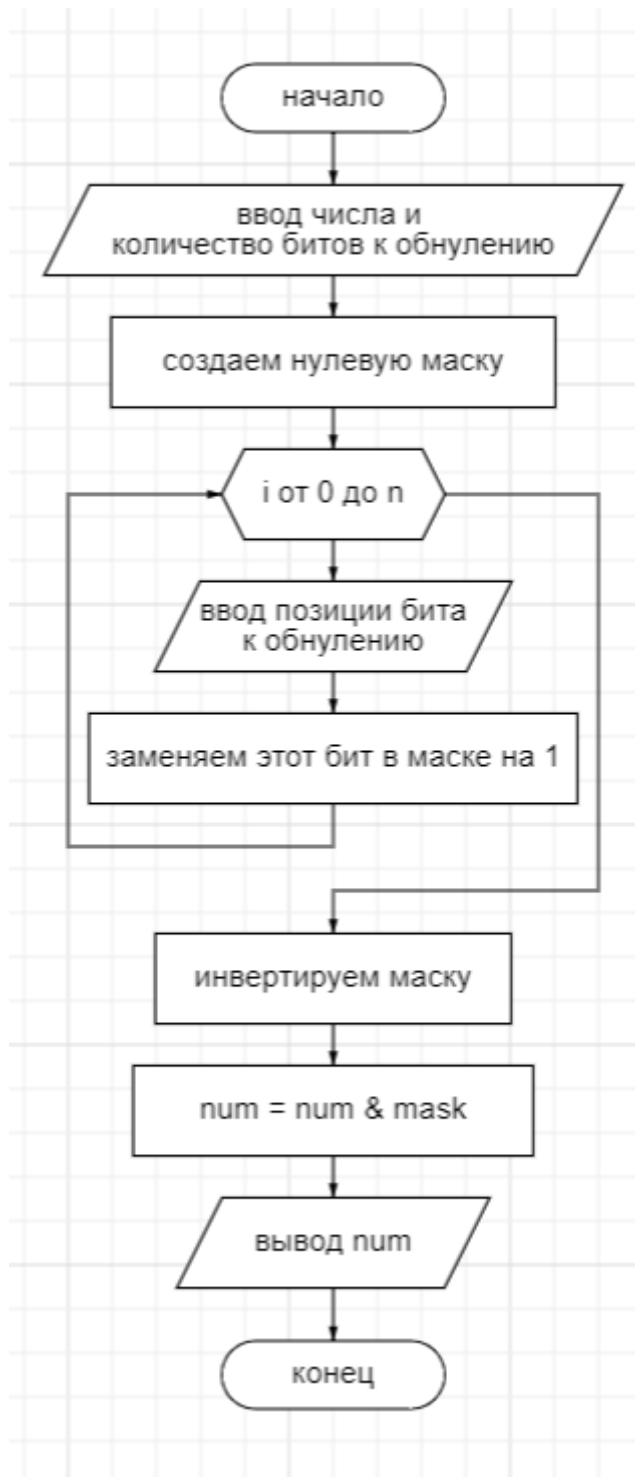 начало
ввод числа и
количество битов к обнулению
создаем нулевую маску
i от 0 до n
ввод позиции бита
к обнулению
заменяем этот бит в маске на 1
инвертируем маску
num = num & mask
вывод num
конец